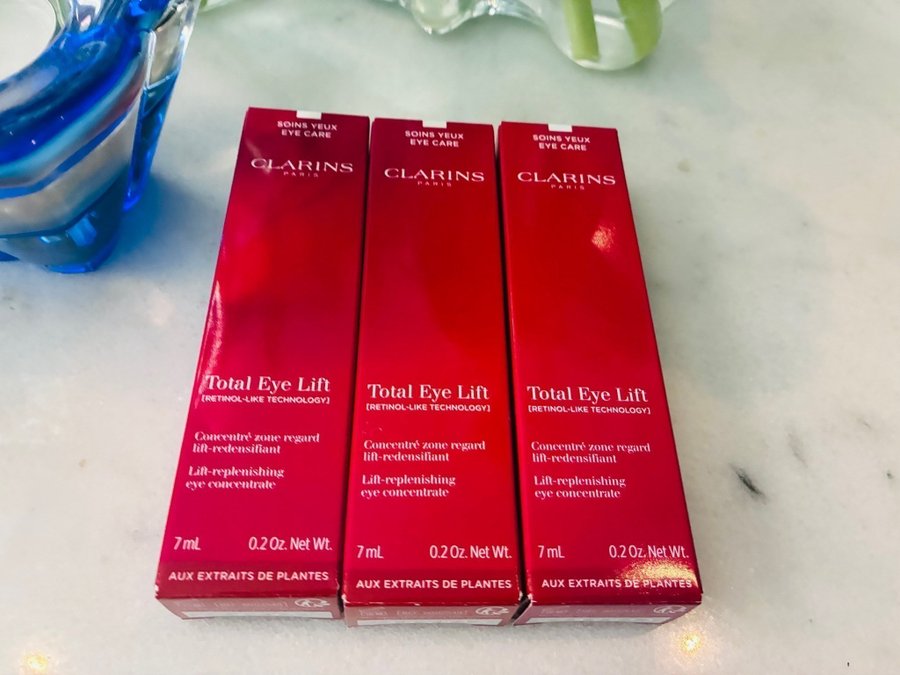 SOINS YEUX
EYE CARE
CLARINS
PARIS
Total Eye Lift
[RETINOL-LIKE TECHNOLOGY]
Concentré zone regard
lift-redensifiant
Lift-replenishing
eye concentrate
7 mL 0.2 Oz. Net Wt.
AUX EXTRAITS DE PLANTES
SOINS YEUX
EYE CARE
CLARINS
PARIS
Total Eye Lift
[RETINOL-LIKE TECHNOLOGY]
Concentré zone regard
lift-redensifiant
Lift-replenishing
eye concentrate
7 mL 0.2 Oz. Net Wt.
AUX EXTRAITS DE PLANTES
SOINS YEUX
EYE CARE
CLARINS
PARIS
Total Eye Lift
[RETINOL-LIKE TECHNOLOGY]
Concentré zone regard
lift-redensifiant
Lift-replenishing
eye concentrate
7 mL 0.2 Oz. Net Wt.
AUX EXTRAITS DE PLANTES